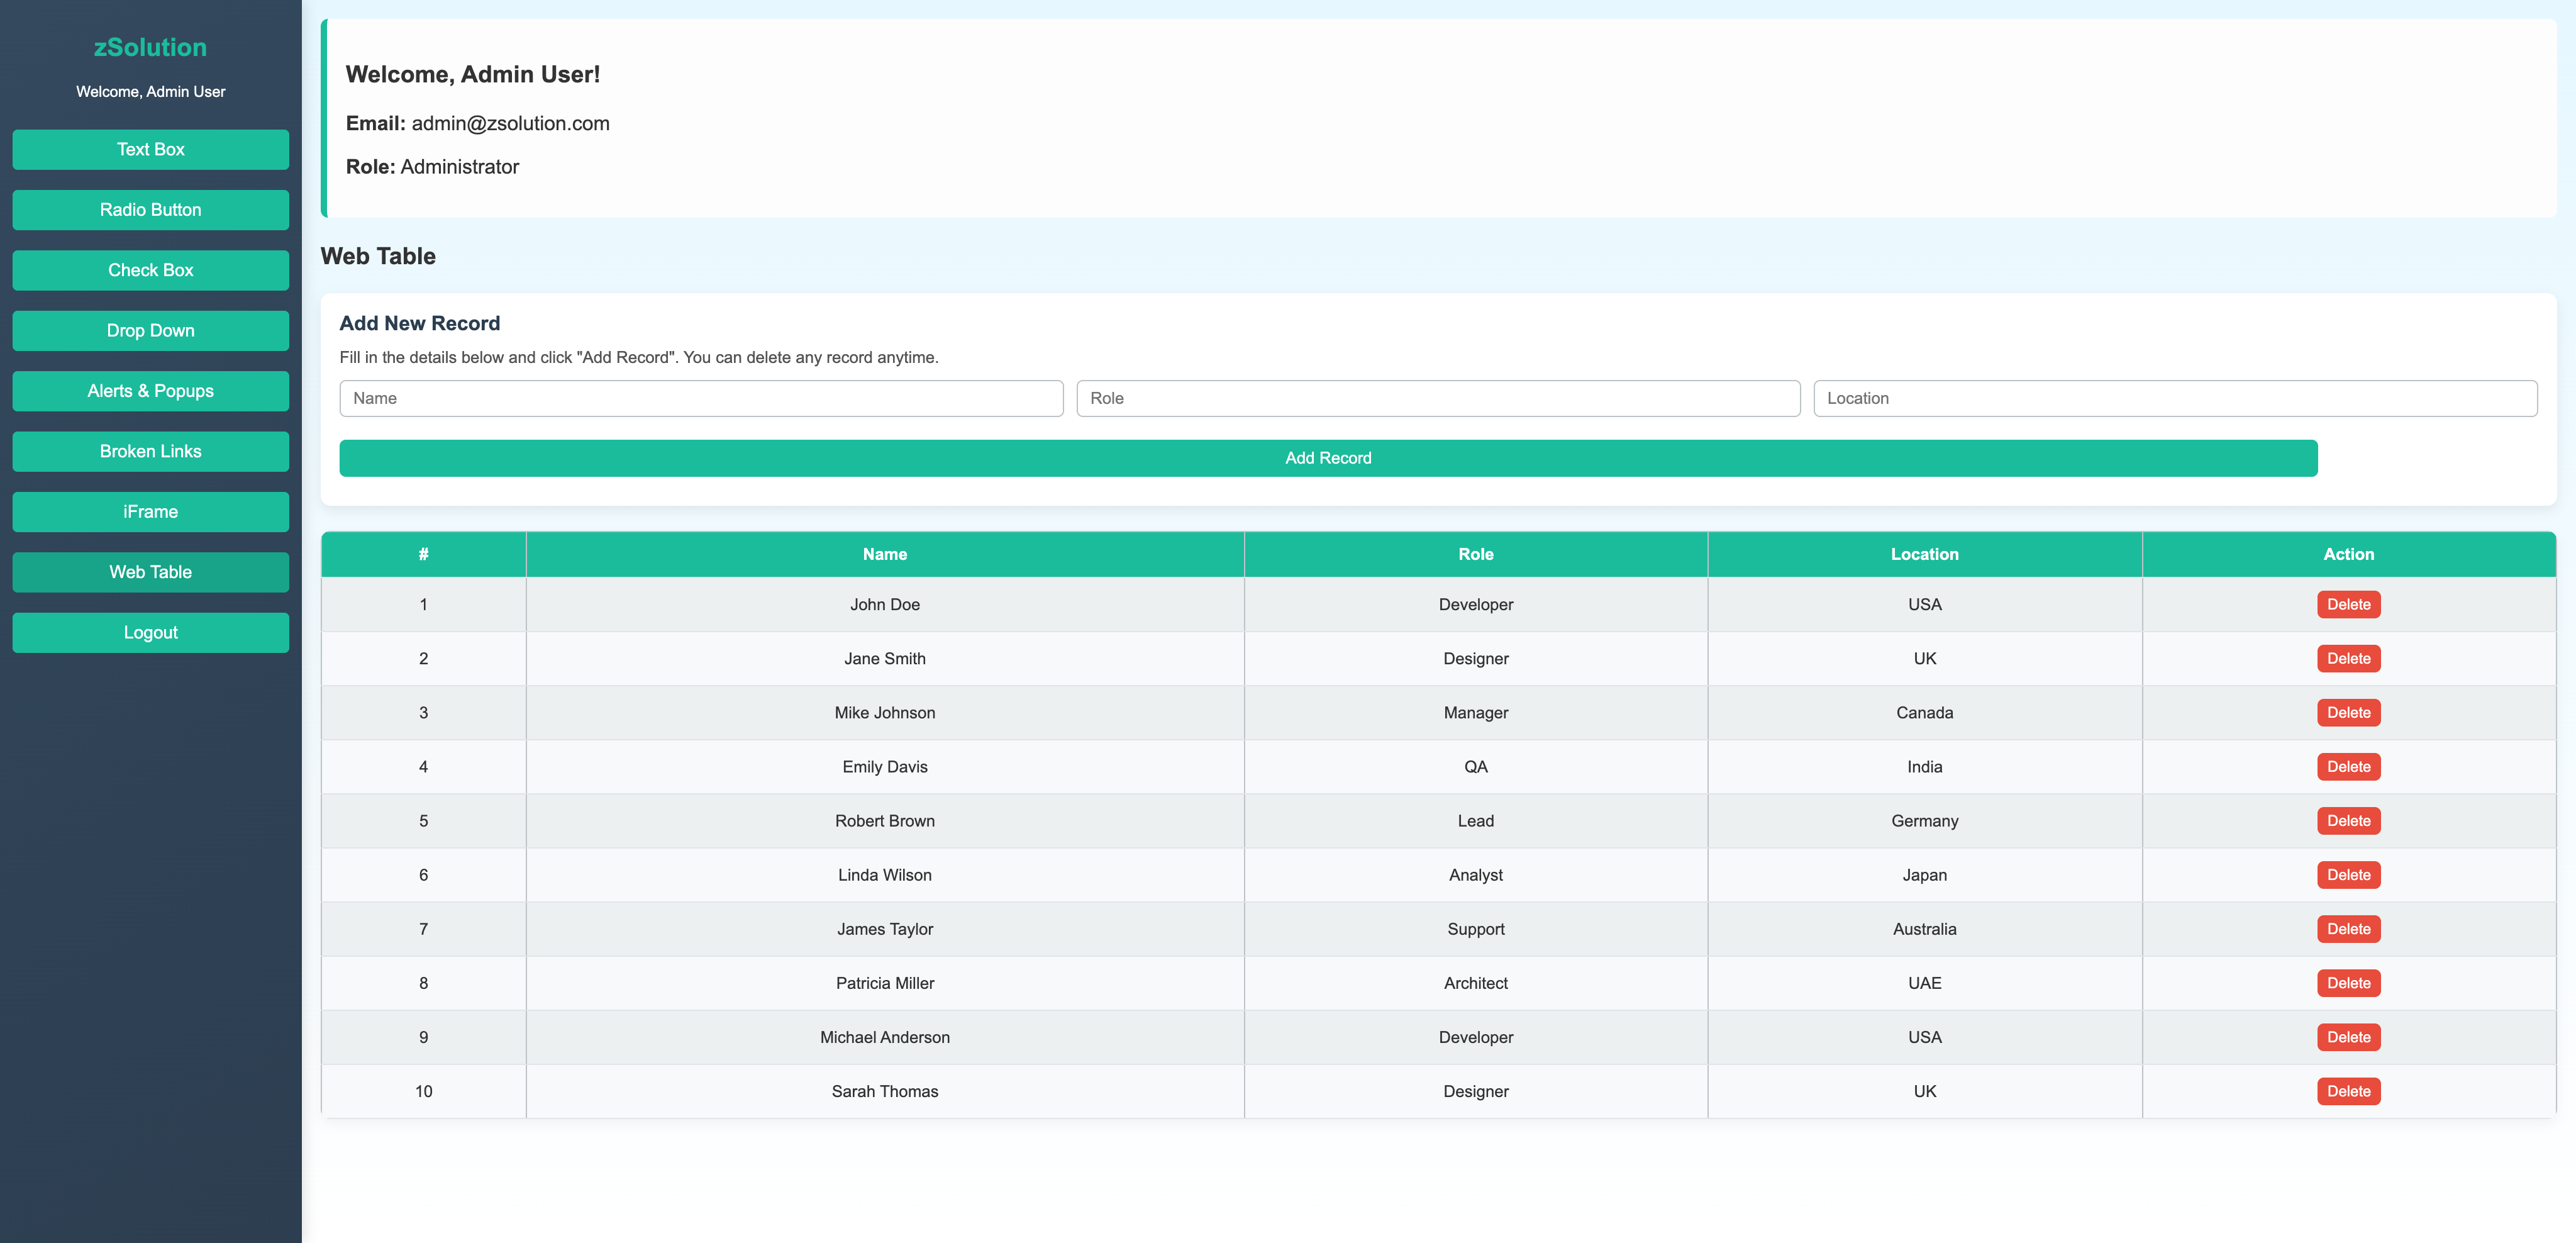 zSolution
Welcome, Admin User
Text Box
Radio Button
Check Box
Drop Down
Alerts & Popups
Broken Links
iFrame
Web Table
Logout
Welcome, Admin User!
Email: admin@zsolution.com
Role: Administrator
Web Table
Add New Record
Fill in the details below and click "Add Record". You can delete any record anytime.
Name Role Location
Add Record
# Name Role Location Action
1 John Doe Developer USA Delete
2 Jane Smith Designer UK Delete
3 Mike Johnson Manager Canada Delete
4 Emily Davis QA India Delete
5 Robert Brown Lead Germany Delete
6 Linda Wilson Analyst Japan Delete
7 James Taylor Support Australia Delete
8 Patricia Miller Architect UAE Delete
9 Michael Anderson Developer USA Delete
10 Sarah Thomas Designer UK Delete